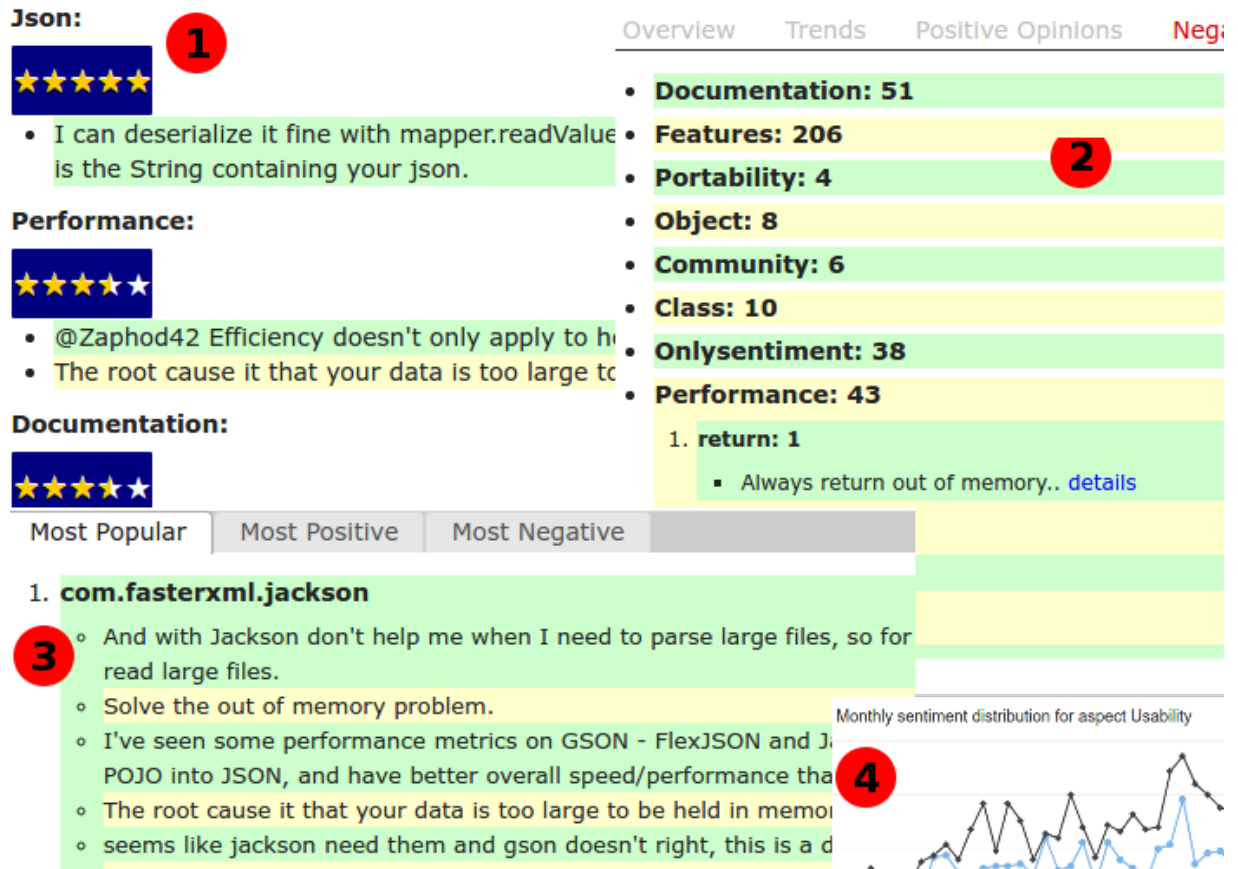 Json:
1
I can deserialize it fine with mapper.readValue
is the String containing your json.
Performance:
@Zaphod42 Efficiency doesn't only apply to
The root cause it that your data is too large to
Documentation:
Overview Trends Positive Opinions
Documentation: 51
Features: 206
2
Portability: 4
Object: 8
Community: 6
Class: 10
Onlysentiment: 38
Performance: 43
1. return: 1
Always return out of memory.. details
Most Popular Most Positive Most Negative
1. com.fasterxml.jackson
3
And with Jackson don't help me when I need to parse large files, so for
read large files.
Solve the out of memory problem.
I've seen some performance metrics on GSON - FlexJSON and
POJO into JSON, and have better overall speed/performance
The root cause it that your data is too large to be held in
seems like jackson need them and gson doesn't right, this is a
Monthly sentiment distribution for aspect Usability
4